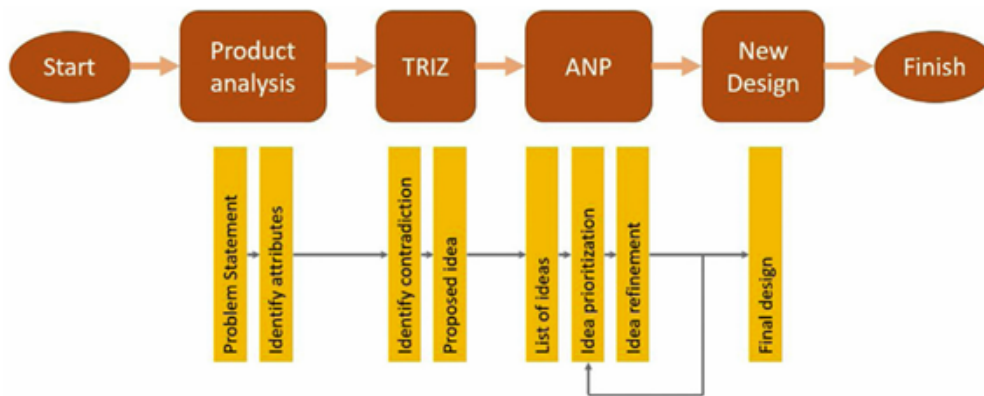 Start
Product
analysis
TRIZ
ANP
New
Design
Finish
Problem Statement
Identify attributes
Identify contradiction
Proposed idea
List of ideas
Idea prioritization
Idea refinement
Final design